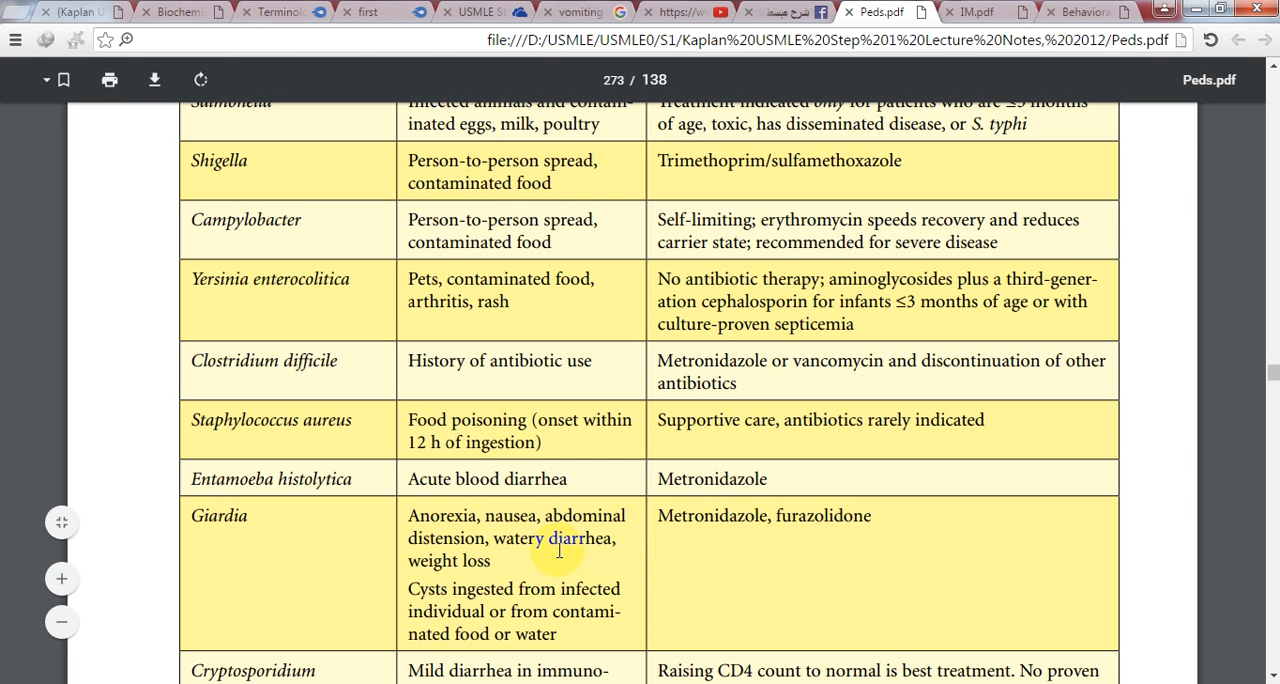 (Kaplan
Biochemi
Terminol
first
USMLE St
vomiting
https://w
شرح مبسط
Peds.pdf
IM.pdf
Behaviora
file:///D:/USMLE/USMLE0/S1/Kaplan%20USMLE%20Step%201%20Lecture%20Notes,%202012/Peds.pdf
273 / 138
Peds.pdf
Salmonella
Infected animals and contam-
inated eggs, milk, poultry
Treatment indicated only for patients who are ≤3 months
of age, toxic, has disseminated disease, or S. typhi
Shigella
Person-to-person spread,
contaminated food
Trimethoprim/sulfamethoxazole
Campylobacter
Person-to-person spread,
contaminated food
Self-limiting; erythromycin speeds recovery and reduces
carrier state; recommended for severe disease
Yersinia enterocolitica
Pets, contaminated food,
arthritis, rash
No antibiotic therapy; aminoglycosides plus a third-gener-
ation cephalosporin for infants ≤3 months of age or with
culture-proven septicemia
Clostridium difficile
History of antibiotic use
Metronidazole or vancomycin and discontinuation of other
antibiotics
Staphylococcus aureus
Food poisoning (onset within
12 h of ingestion)
Supportive care, antibiotics rarely indicated
Entamoeba histolytica
Acute blood diarrhea
Metronidazole
Giardia
Anorexia, nausea, abdominal
distension, watery diarrhea,
weight loss
Cysts ingested from infected
individual or from contami-
nated food or water
Metronidazole, furazolidone
Cryptosporidium
Mild diarrhea in immuno-
Raising CD4 count to normal is best treatment. No proven